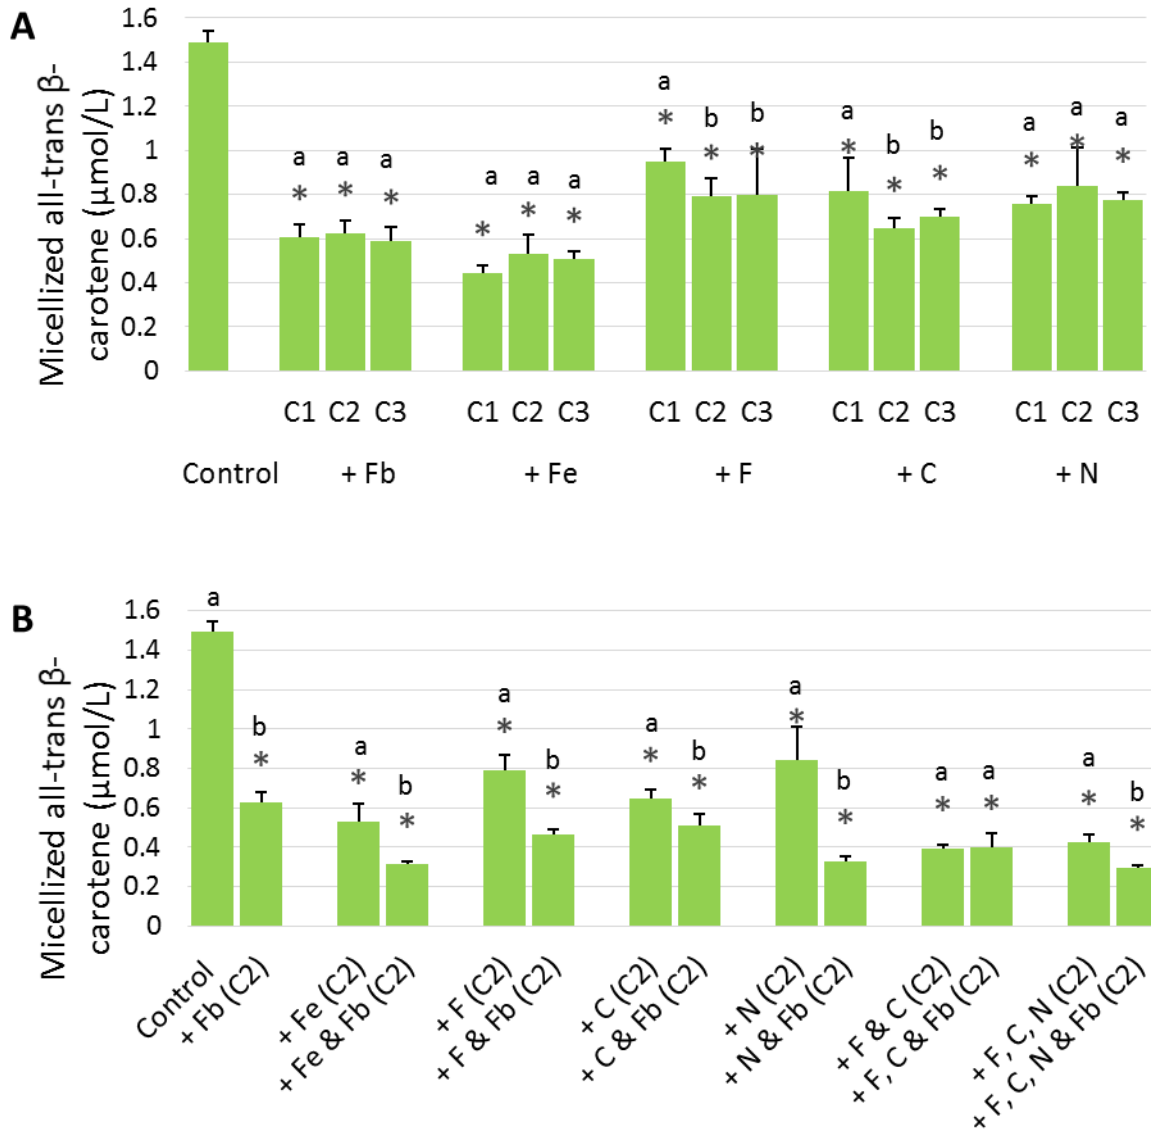 A
Micellized all-trans β-
carotene (µmol/L)
1.6
1.4
1.2
1
0.8
0.6
0.4
0.2
0
a a a a a a a b b a b b a a a
* * * * * * * * * * * * * * *
C1 C2 C3 C1 C2 C3 C1 C2 C3 C1 C2 C3 C1 C2 C3
Control + Fb + Fe + F + C + N
B
Micellized all-trans β-
carotene (µmol/L)
1.6
1.4
1.2
1
0.8
0.6
0.4
0.2
0
a b a b a b a b a b a a a b
* * * * * * * * * * * * *
Control
+ Fb (C2)
+ Fe (C2)
+ Fe & Fb (C2)
+ F (C2)
+ F & Fb (C2)
+ C (C2)
+ C & Fb (C2)
+ N (C2)
+ N & Fb (C2)
+ F & C (C2)
+ F, C & Fb (C2)
+ F, C, N (C2)
+ F, C, N & Fb (C2)